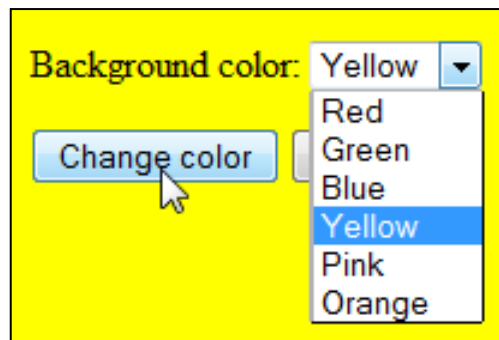 Background color: Yellow
Red
Change color
Green
Blue
Yellow
Pink
Orange